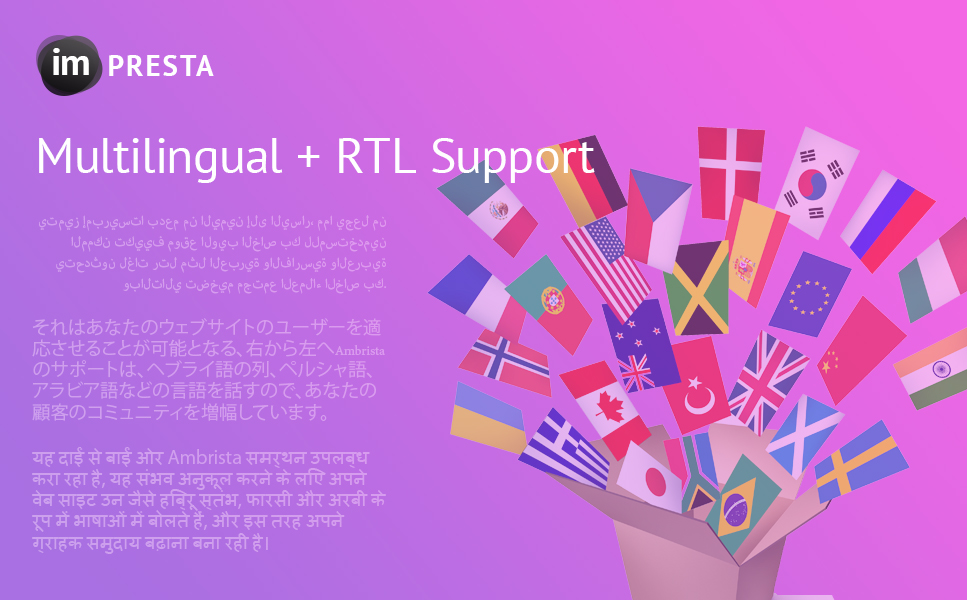 im PRESTA
Multilingual + RTL Support
يتميز إمبريستا بدعم من اليمين إلى اليسار، مما يجعل من
الممكن تكييف موقع الويب الخاص بك للمستخدمين
يتحدثون لغات رتل مثل العبرية والفارسية والعربية
وبالتالي تضخيم مجتمع العملاء الخاص بك.
それはあなたのウェブサイトのユーザーを適
応させることが可能となる、右から左へAmbrista
のサポートは、ヘブライ語の列、ペルシャ語、
アラビア語などの言語を話すので、あなたの
顧客のコミュニティを増幅しています。
यह दाईं से बाईं ओर Ambrista समर्थन उपलब्ध
करा रहा है, यह संभव अनुकूल करने के लिए अपने
वेब साइट उन जैसे हिब्रू स्तंभ, फारसी और अरबी के
रूप में भाषाओं में बोलते हैं, और इस तरह अपने
ग्राहक समुदाय बढ़ाना बना रही है।